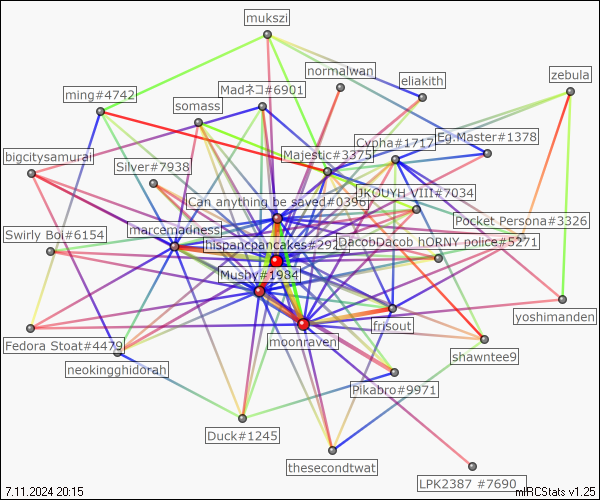 mukszi
normalwan
zebula
eliakith
Madネコ#6901
ming#4742
somass
Eg.Master#1378
Cypha#1717
Majestic#3375
bigcitysamurai
Silver#7938
JKOUYH VIII#7034
Can anything be saved#0398
Pocket Persona#3326
marcemadness
Swirly Boi#6154
DacobDacob hORNY police#5271
Mushy#1984
yoshimanden
frisout
moonraven
Fedora Stoat#4479
shawntee9
neokingghidorah
Pikabro#9971
Duck#1245
thesecondtwat
LPK2387 #7690
7.11.2024 20:15
mIRCStats v1.25